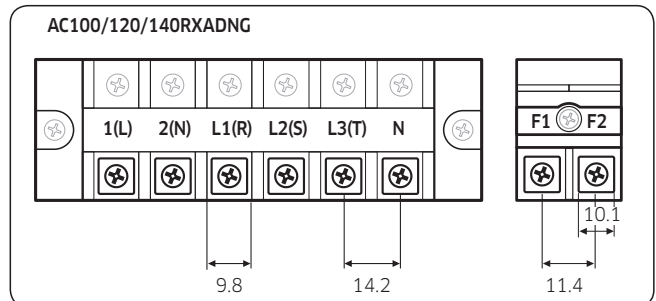 AC100/120/140RXADNG
1(L) 2(N) L1(R) L2(S) L3(T) N
F1 F2
10.1
9.8 14.2 11.4